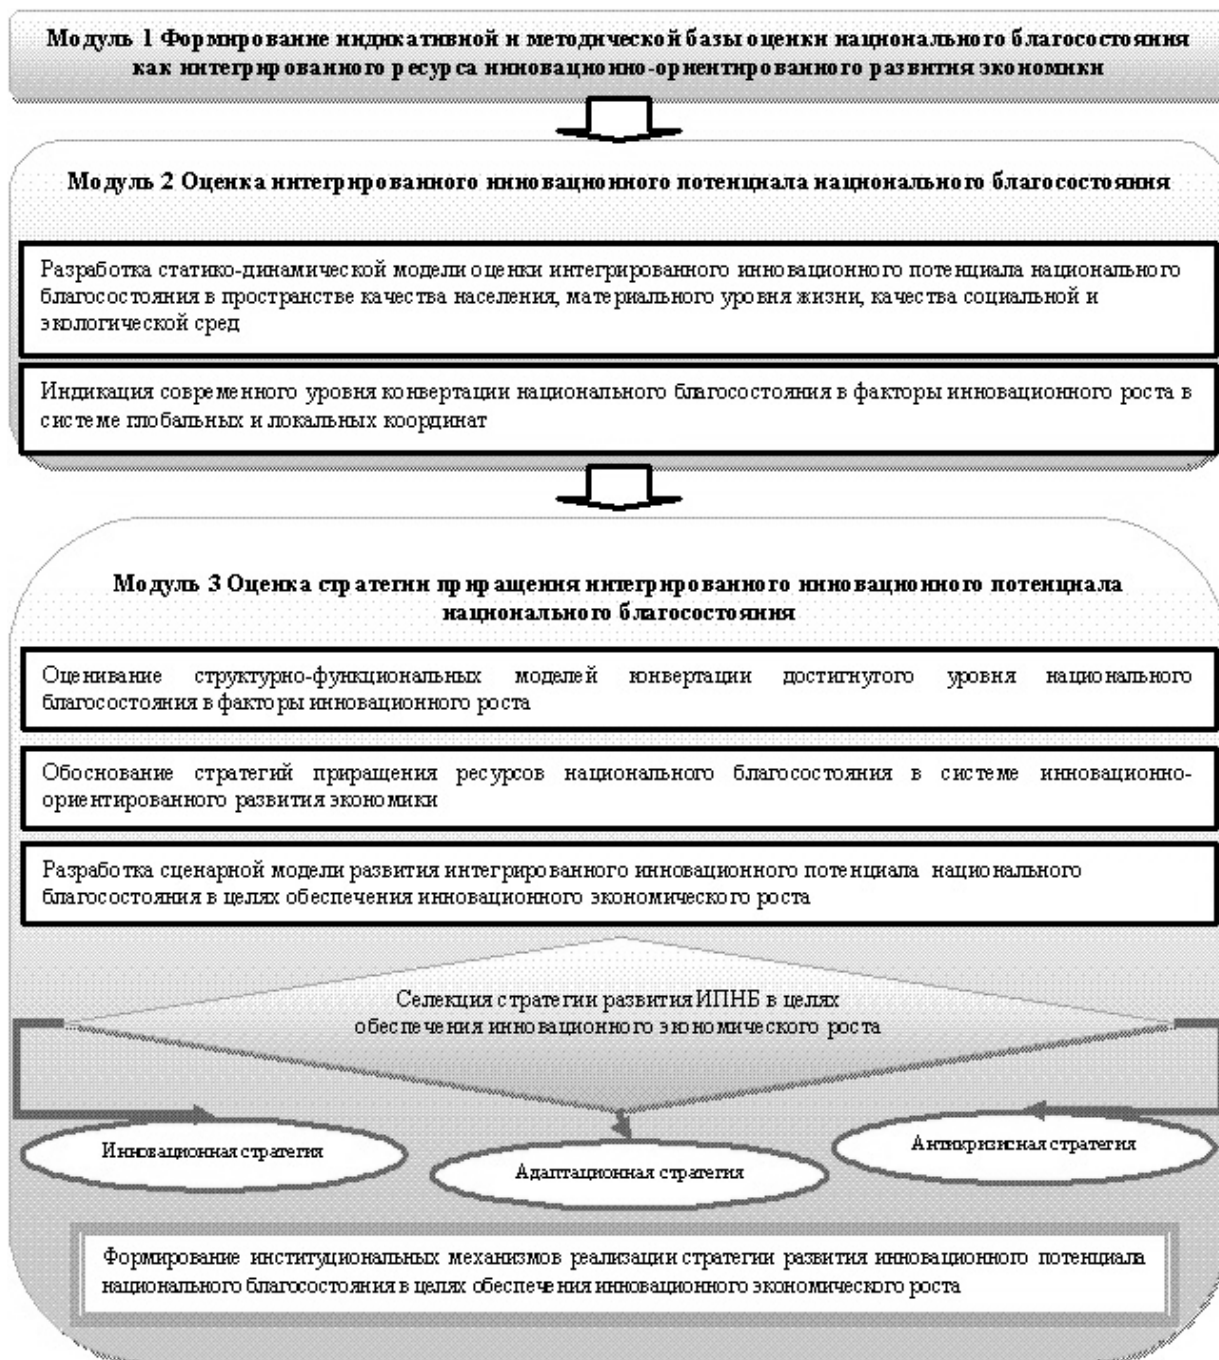 Модуль 1 Формирование индикативной и методической базы оценки национального благосостояния
как интегрированного ресурса инновационно-ориентированного развития экономики
Модуль 2 Оценка интегрированного инновационного потенциала национального благосостояния
Разработка статико-динамической модели оценки интегрированного инновационного потенциала национального
благосостояния в пространстве качества населения, материального уровня жизни, качества социальной и
экологической сред
Индикация современного уровня конвертации национального благосостояния в факторы инновационного роста в
системе глобальных и локальных координат
Модуль 3 Оценка стратегии приращения интегрированного инновационного потенциала
национального благосостояния
Оценивание структурно-функциональных моделей конвертации достигнутого уровня национального
благосостояния в факторы инновационного роста
Обоснование стратегий приращения ресурсов национального благосостояния в системе инновационно-
ориентированного развития экономики
Разработка сценарной модели развития интегрированного инновационного потенциала национального
благосостояния в целях обеспечения инновационного экономического роста
Селекция стратегии развития ИПНБ в целях
обеспечения инновационного экономического роста
Инновационная стратегия
Адаптационная стратегия
Антикризисная стратегия
Формирование институциональных механизмов реализации стратегии развития инновационного потенциала
национального благосостояния в целях обеспечения инновационного экономического роста